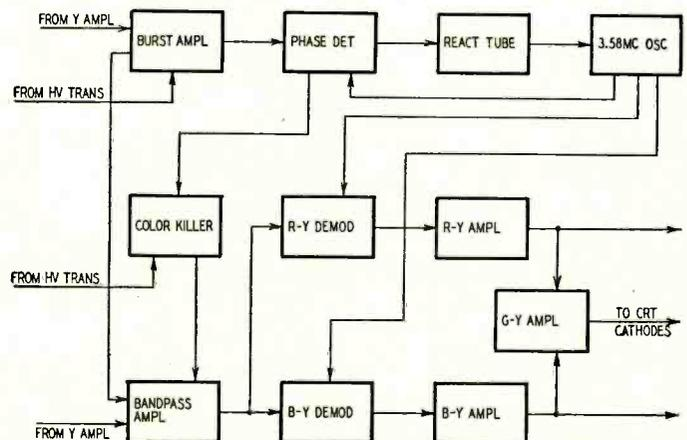 FROM Y AMPL
BURST AMPL
PHASE DET
REACT TUBE
3.58MC OSC
FROM HV TRANS
COLOR KILLER
R-Y DEMOD
R-Y AMPL
FROM HV TRANS
G-Y AMPL
TO CRT
CATHODES
BANDPASS
AMPL
B-Y DEMOD
B-Y AMPL
FROM Y AMPL